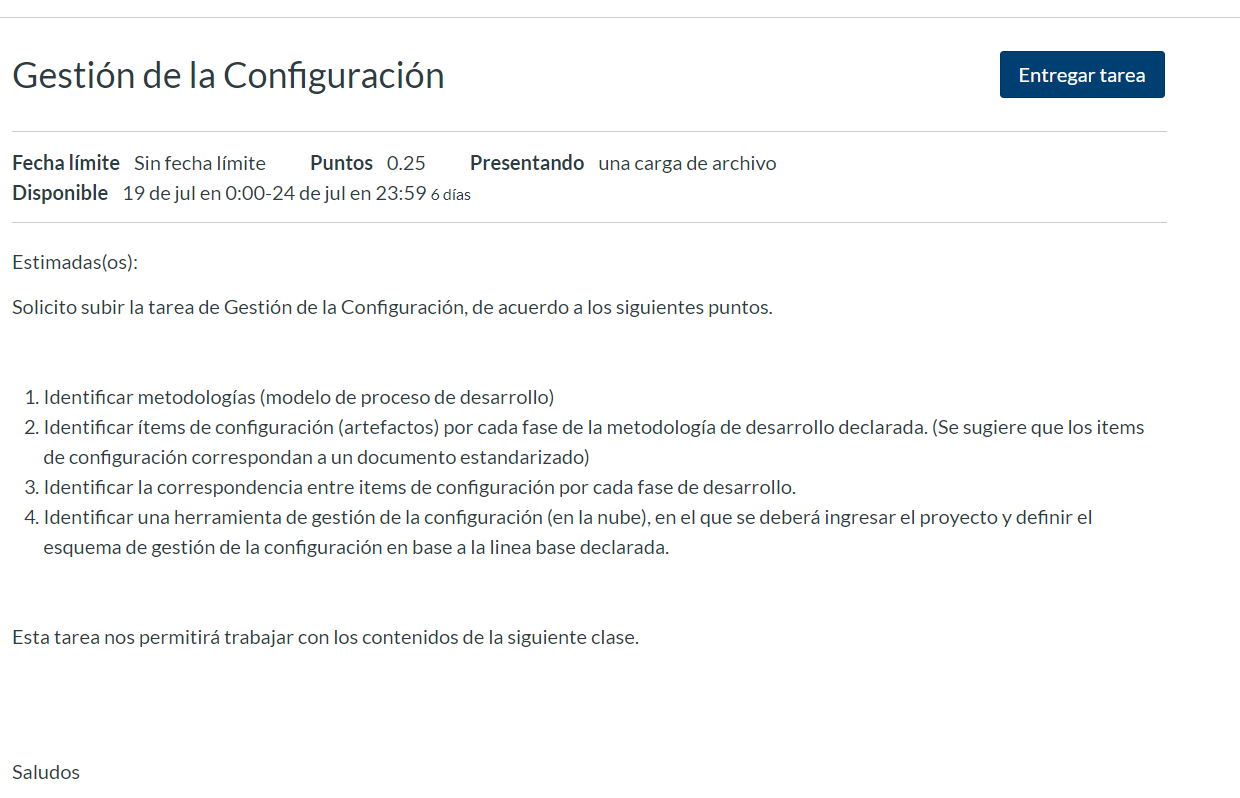 Gestión de la Configuración
Entregar tarea
Fecha límite Sin fecha límite Puntos 0.25 Presentando una carga de archivo
Disponible 19 de jul en 0:00-24 de jul en 23:59 6 días
Estimadas(os):
Solicito subir la tarea de Gestión de la Configuración, de acuerdo a los siguientes puntos.
1. Identificar metodologías (modelo de proceso de desarrollo)
2. Identificar ítems de configuración (artefactos) por cada fase de la metodología de desarrollo declarada. (Se sugiere que los items
de configuración correspondan a un documento estandarizado)
3. Identificar la correspondencia entre items de configuración por cada fase de desarrollo.
4. Identificar una herramienta de gestión de la configuración (en la nube), en el que se deberá ingresar el proyecto y definir el
esquema de gestión de la configuración en base a la linea base declarada.
Esta tarea nos permitirá trabajar con los contenidos de la siguiente clase.
Saludos